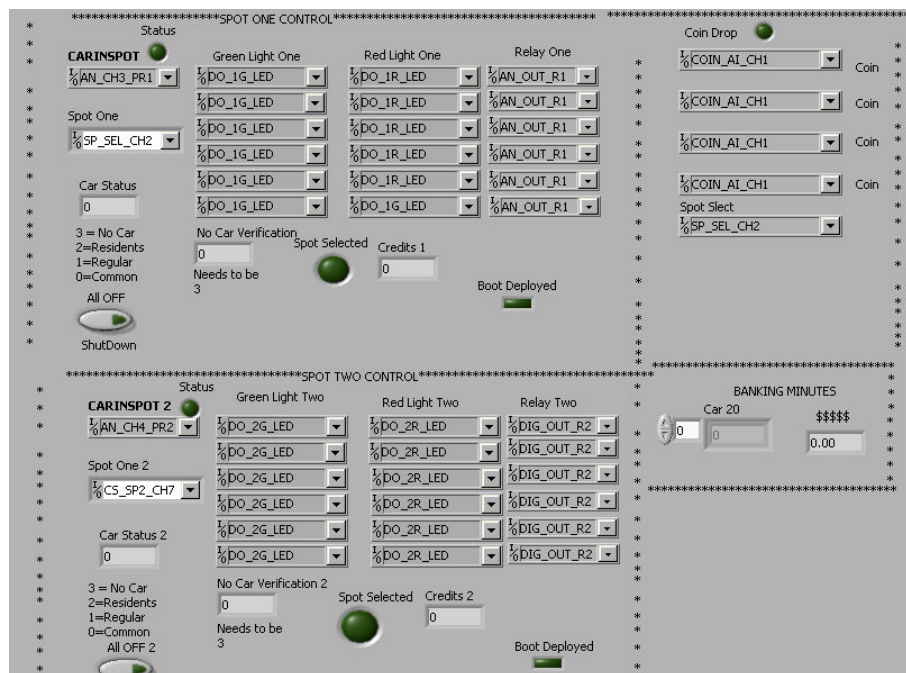 SPOT ONE CONTROL
Status
CARINSPOT
AN_CH3_PR1
Spot One
SP_SEL_CH2
Car Status
0
3 = No Car
2=Residents
1=Regular
0=Common
All OFF
ShutDown
Green Light One
DO_1G_LED
DO_1G_LED
DO_1G_LED
DO_1G_LED
DO_1G_LED
DO_1G_LED
Red Light One
DO_1R_LED
DO_1R_LED
DO_1R_LED
DO_1R_LED
DO_1R_LED
DO_1R_LED
Relay One
AN_OUT_R1
AN_OUT_R1
AN_OUT_R1
AN_OUT_R1
AN_OUT_R1
AN_OUT_R1
No Car Verification
0
Needs to be
3
Spot Selected
Credits 1
0
Boot Deployed
Coin Drop
COIN_AI_CH1 Coin
COIN_AI_CH1 Coin
COIN_AI_CH1 Coin
COIN_AI_CH1 Coin
Spot Slect
SP_SEL_CH2
SPOT TWO CONTROL
Status
CARINSPOT 2
AN_CH4_PR2
Spot One 2
CS_SP2_CH7
Car Status 2
0
3 = No Car
2=Residents
1=Regular
0=Common
All OFF 2
Green Light Two
DO_2G_LED
DO_2G_LED
DO_2G_LED
DO_2G_LED
DO_2G_LED
DO_2G_LED
Red Light Two
DO_2R_LED
DO_2R_LED
DO_2R_LED
DO_2R_LED
DO_2R_LED
DO_2R_LED
Relay Two
DIG_OUT_R2
DIG_OUT_R2
DIG_OUT_R2
DIG_OUT_R2
DIG_OUT_R2
DIG_OUT_R2
No Car Verification 2
0
Needs to be
3
Spot Selected
Credits 2
0
Boot Deployed
BANKING MINUTES
Car 20
0
0
$$$$$
0.00